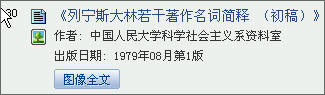 30 《列宁斯大林若干著作名词简释 （初稿）》
作者: 中国人民大学科学社会主义系资料室
出版日期: 1979年08月第1版
图像全文